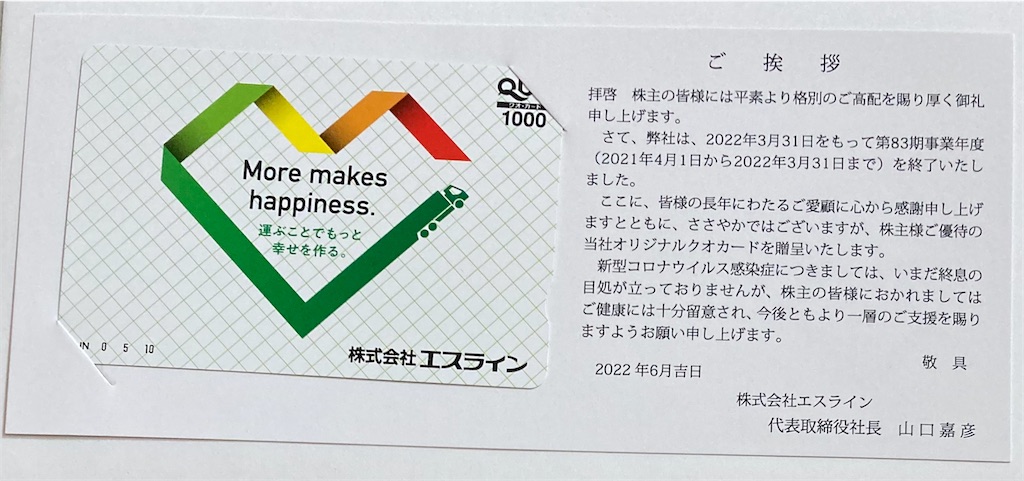 QU
クオ・カード
1000
More makes
happiness.
運ぶことでもっと
幸せを作る。
0 5 10
株式会社エスライン
ご挨拶
拝啓　株主の皆様には平素より格別のご高配を賜り厚く御礼
申し上げます。
さて、弊社は、2022年3月31日をもって第83期事業年度
（2021年4月1日から2022年3月31日まで）を終了いたし
ました。
ここに、皆様の長年にわたるご愛顧に心から感謝申し上げ
ますとともに、ささやかではございますが、株主様ご優待の
当社オリジナルクオカードを贈呈いたします。
新型コロナウイルス感染症につきましては、いまだ終息の
目処が立っておりませんが、株主の皆様におかれましては
ご健康には十分留意され、今後ともより一層のご支援を賜り
ますようお願い申し上げます。
敬具
2022年6月吉日
株式会社エスライン
代表取締役社長　山口嘉彦